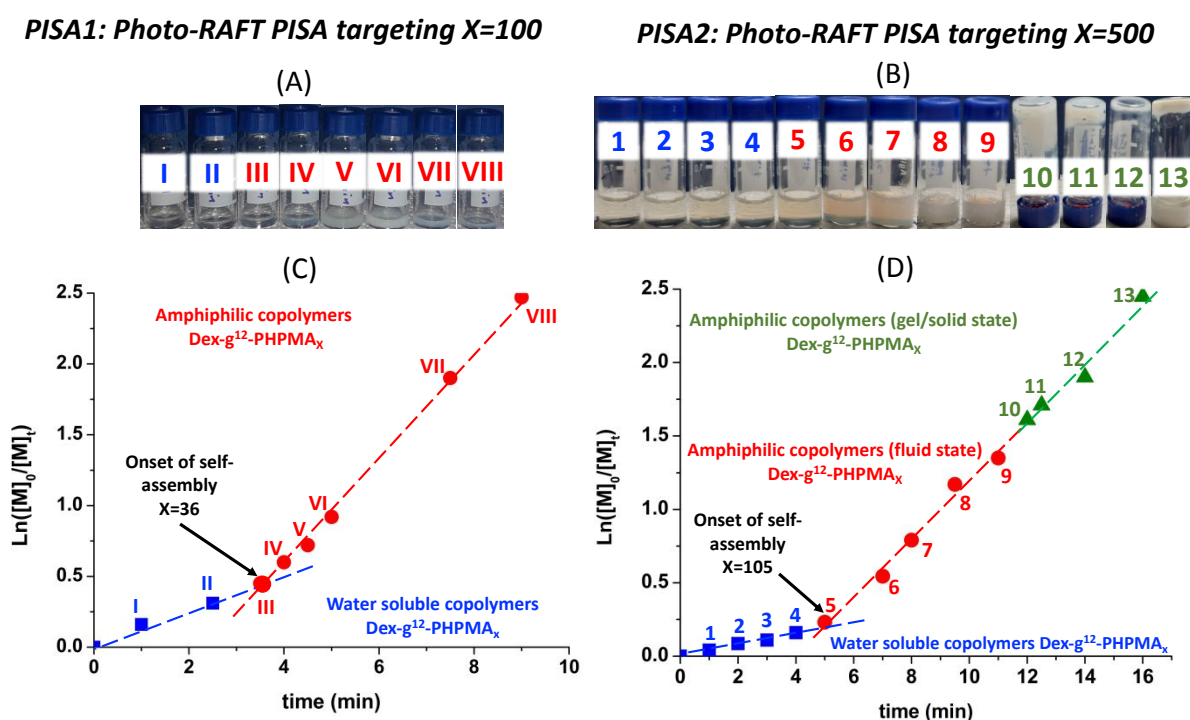 PISA1: Photo-RAFT PISA targeting X=100
PISA2: Photo-RAFT PISA targeting X=500
(A)
I II III IV V VI VII VIII
(B)
1 2 3 4 5 6 7 8 9 10 11 12 13
(C)
2.5
2.0
1.5
1.0
0.5
0.0
Ln([M]₀/[M]ₜ)
0 2 4 6 8 10
time (min)
Amphiphilic copolymers
Dex-g¹²-PHPMAₓ
Onset of self-
assembly
X=36
I
II
III
IV
V
VI
VII
VIII
Water soluble copolymers
Dex-g¹²-PHPMAₓ
(D)
2.5
2.0
1.5
1.0
0.5
0.0
Ln([M]₀/[M]ₜ)
0 2 4 6 8 10 12 14 16
time (min)
Amphiphilic copolymers (gel/solid state)
Dex-g¹²-PHPMAₓ
Amphiphilic copolymers (fluid state)
Dex-g¹²-PHPMAₓ
Onset of self-
assembly
X=105
1
2
3
4
5
6
7
8
9
10
11
12
13
Water soluble copolymers Dex-g¹²-PHPMAₓ